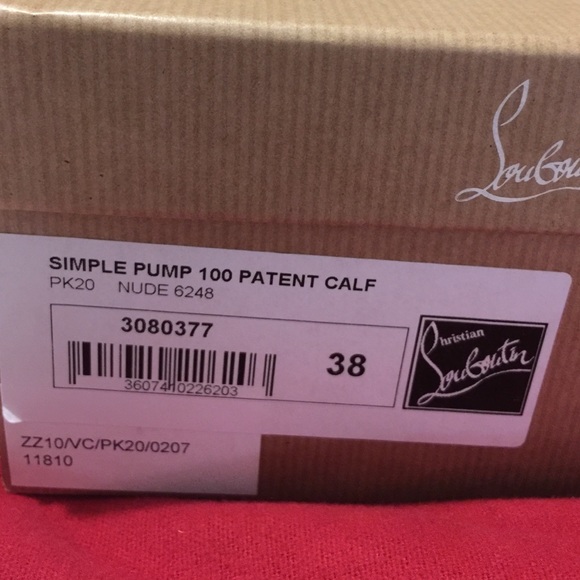 Louboutin
SIMPLE PUMP 100 PATENT CALF
PK20 NUDE 6248
3080377
38
3607410226203
Christian
Louboutin
ZZ10/VC/PK20/0207
11810